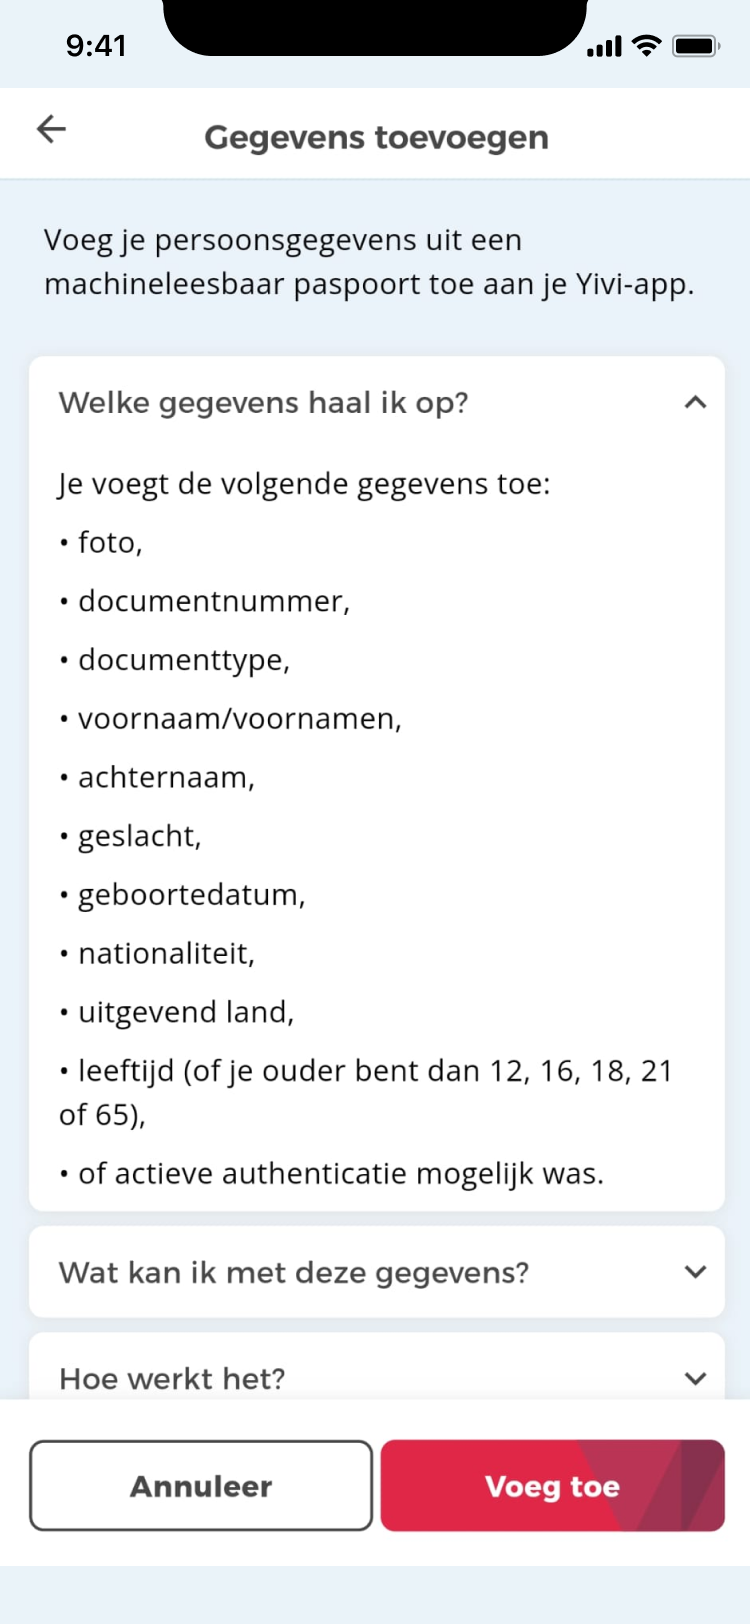 9:41
Gegevens toevoegen
Voeg je persoonsgegevens uit een
machineleesbaar paspoort toe aan je Yivi-app.
Welke gegevens haal ik op?
Je voegt de volgende gegevens toe:
• foto,
• documentnummer,
• documenttype,
• voornaam/voornamen,
• achternaam,
• geslacht,
• geboortedatum,
• nationaliteit,
• uitgevend land,
• leeftijd (of je ouder bent dan 12, 16, 18, 21
of 65),
• of actieve authenticatie mogelijk was.
Wat kan ik met deze gegevens?
Hoe werkt het?
Annuleer
Voeg toe